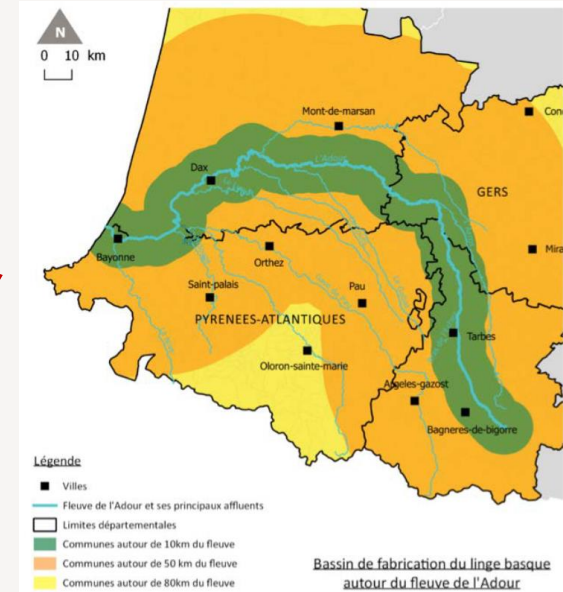 N
0 10 km
Mont-de-marsan
L'Adour
Dax
GERS
Bayonne
Orthez
Saint-palais
Pau
PYRENEES-ATLANTIQUES
Tarbes
Oloron-sainte-marie
Argeles-gazost
Bagneres-de-bigorre
Légende
Villes
Fleuve de l'Adour et ses principaux affluents
Limites départementales
Communes autour de 10km du fleuve
Communes autour de 50 km du fleuve
Communes autour de 80km du fleuve
Bassin de fabrication du linge basque
autour du fleuve de l'Adour